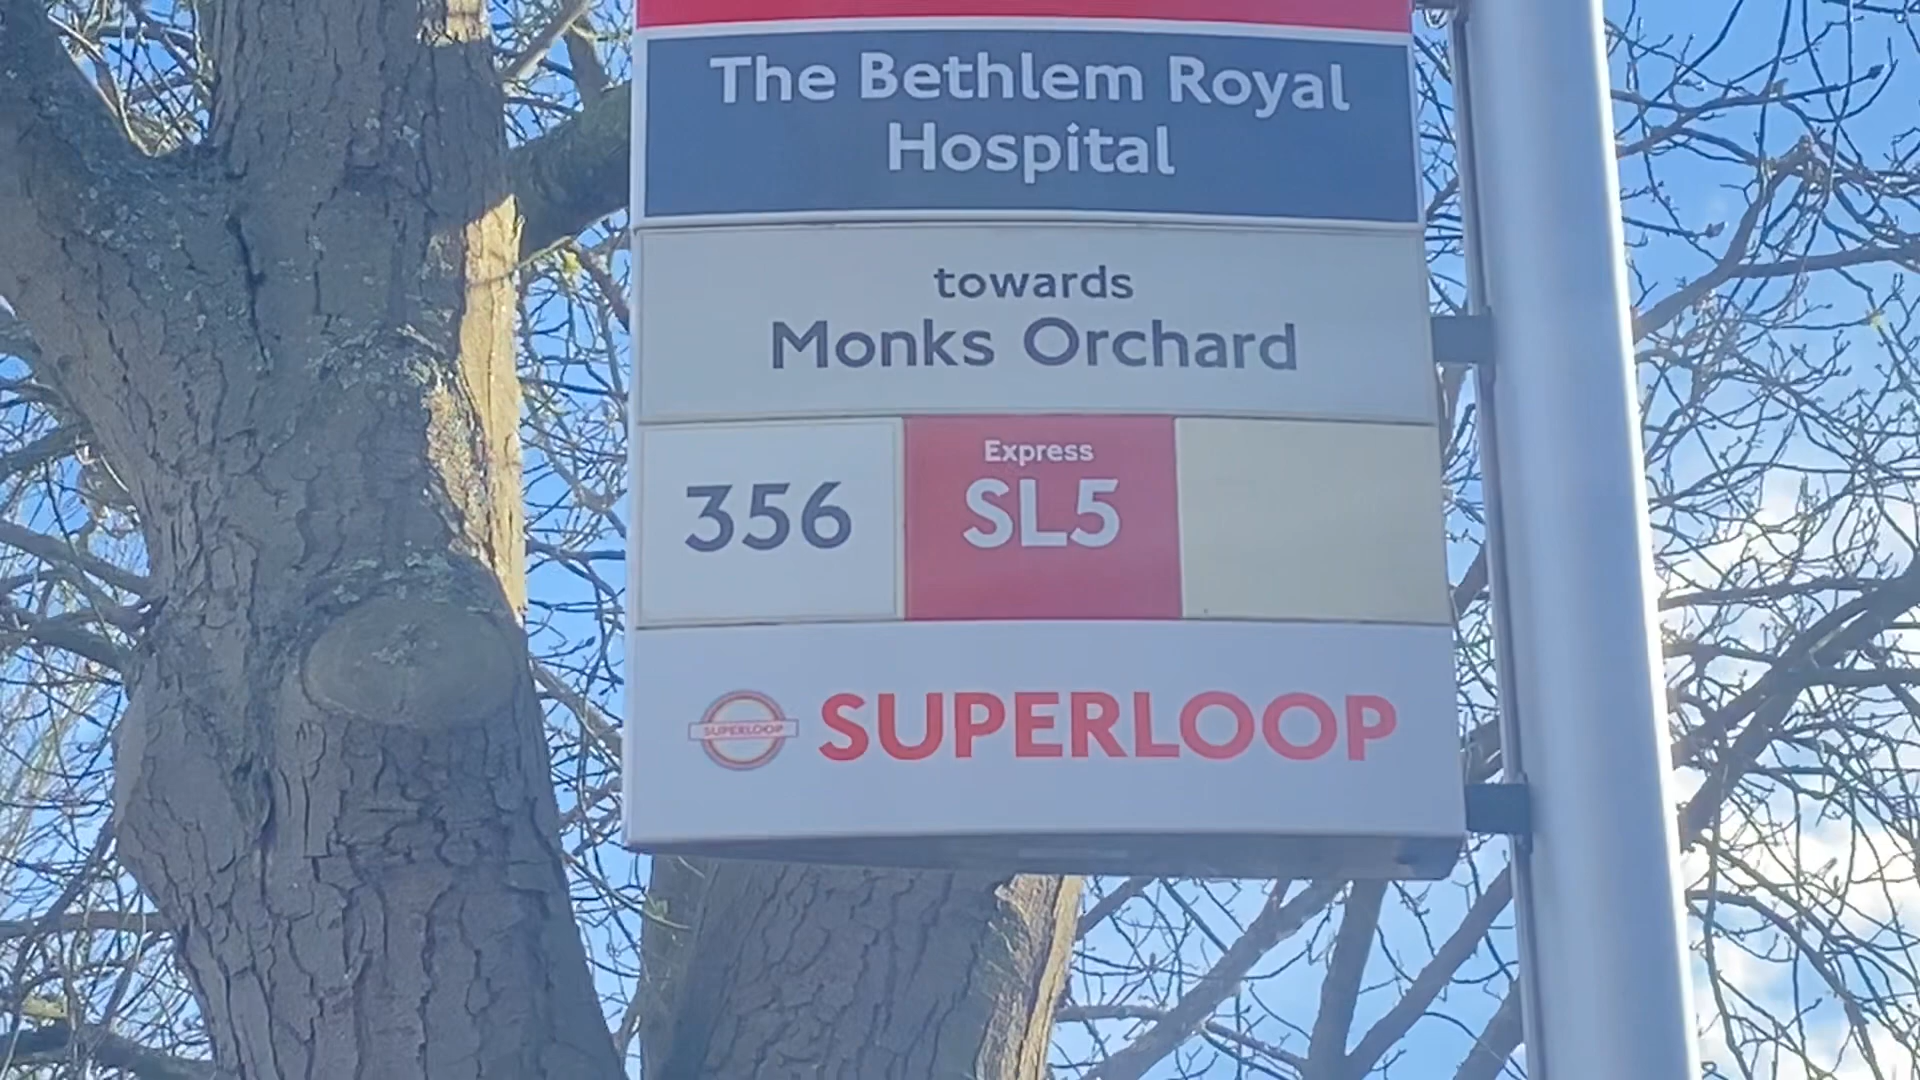 The Bethlem Royal
Hospital
towards
Monks Orchard
356
Express
SL5
SUPERLOOP
SUPERLOOP